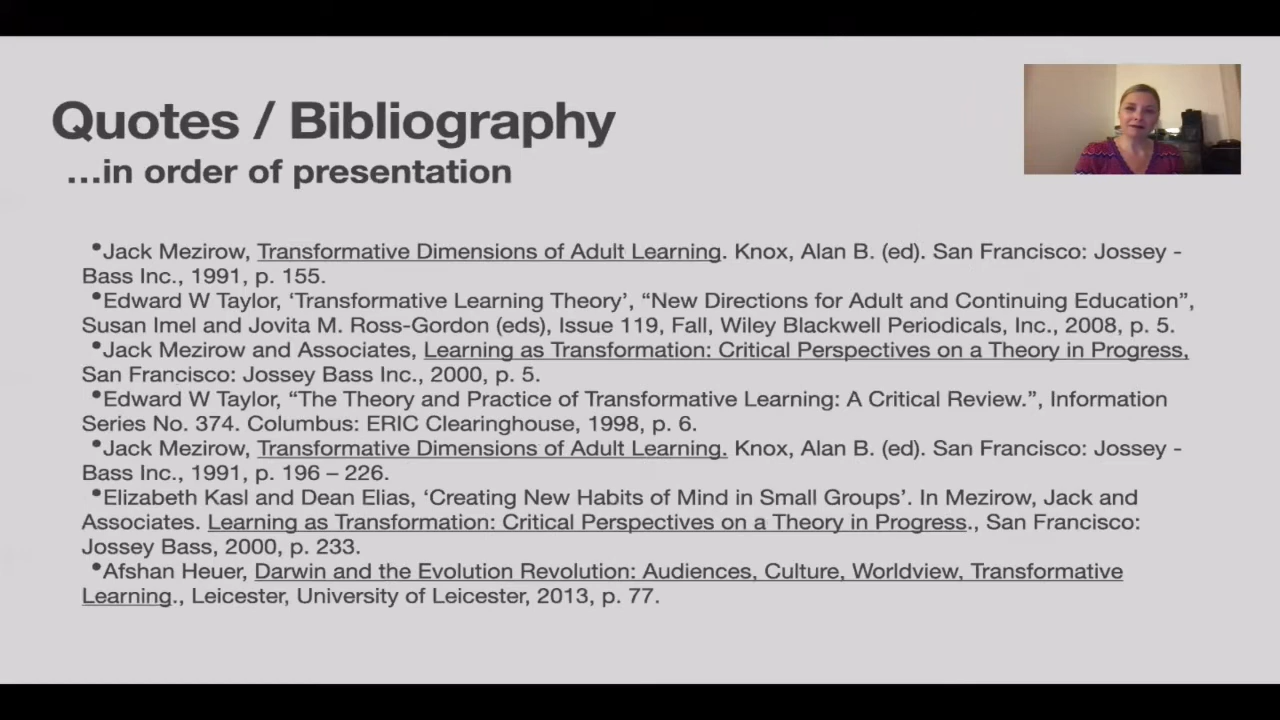 Quotes / Bibliography
...in order of presentation
•Jack Mezirow, Transformative Dimensions of Adult Learning. Knox, Alan B. (ed). San Francisco: Jossey -
Bass Inc., 1991, p. 155.
•Edward W Taylor, ‘Transformative Learning Theory’, “New Directions for Adult and Continuing Education”,
Susan Imel and Jovita M. Ross-Gordon (eds), Issue 119, Fall, Wiley Blackwell Periodicals, Inc., 2008, p. 5.
•Jack Mezirow and Associates, Learning as Transformation: Critical Perspectives on a Theory in Progress,
San Francisco: Jossey Bass Inc., 2000, p. 5.
•Edward W Taylor, “The Theory and Practice of Transformative Learning: A Critical Review.”, Information
Series No. 374. Columbus: ERIC Clearinghouse, 1998, p. 6.
•Jack Mezirow, Transformative Dimensions of Adult Learning. Knox, Alan B. (ed). San Francisco: Jossey -
Bass Inc., 1991, p. 196 – 226.
•Elizabeth Kasl and Dean Elias, ‘Creating New Habits of Mind in Small Groups’. In Mezirow, Jack and
Associates. Learning as Transformation: Critical Perspectives on a Theory in Progress., San Francisco:
Jossey Bass, 2000, p. 233.
•Afshan Heuer, Darwin and the Evolution Revolution: Audiences, Culture, Worldview, Transformative
Learning., Leicester, University of Leicester, 2013, p. 77.